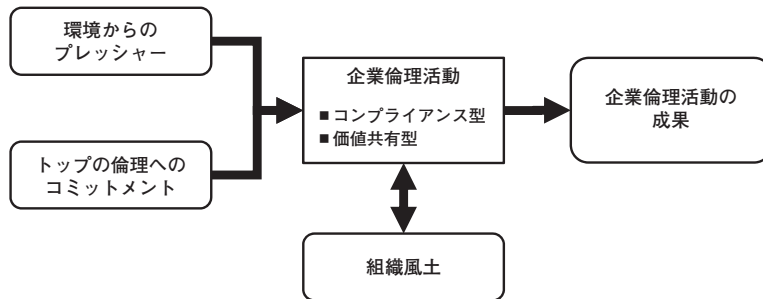 環境からの
プレッシャー
企業倫理活動
■ コンプライアンス型
■ 価値共有型
企業倫理活動の
成果
トップの倫理への
コミットメント
組織風土